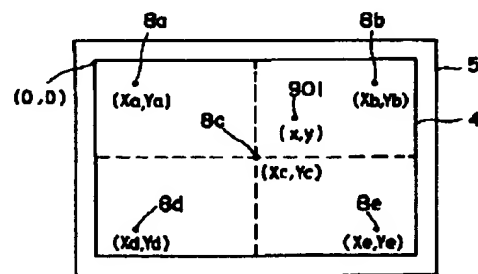 8a 8b
5
(0,0) (Xa,Ya) 901 (Xb,Yb)
4
8c (x,y)
(Xc,Yc)
8d 8e
(Xd,Yd) (Xe,Ye)